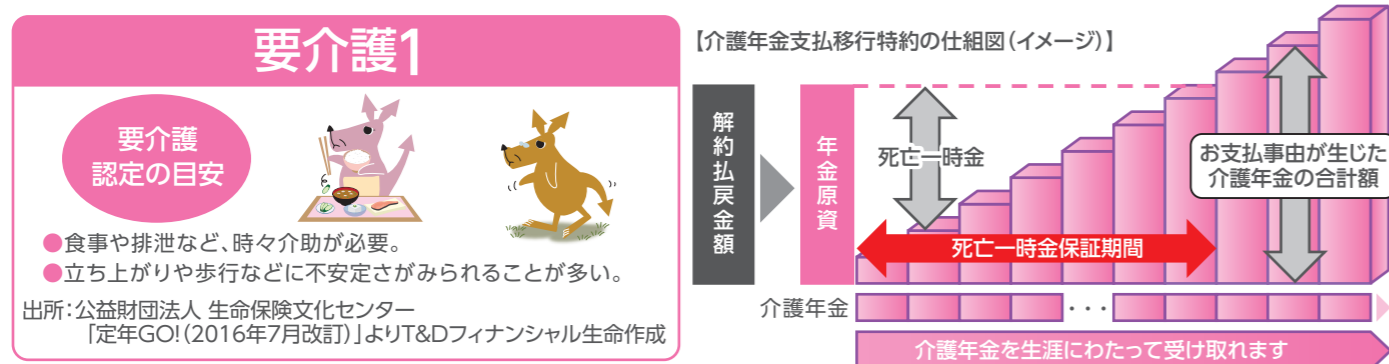 要介護1
要介護
認定の目安
●食事や排泄など、時々介助が必要。
●立ち上がりや歩行などに不安定さがみられることが多い。
出所：公益財団法人 生命保険文化センター
「定年GO!(2016年7月改訂)」よりT&Dフィナンシャル生命作成
【介護年金支払移行特約の仕組図(イメージ)】
解約払戻金額
年金原資
死亡一時金
お支払事由が生じた
介護年金の合計額
死亡一時金保証期間
介護年金
･･･
介護年金を生涯にわたって受け取れます